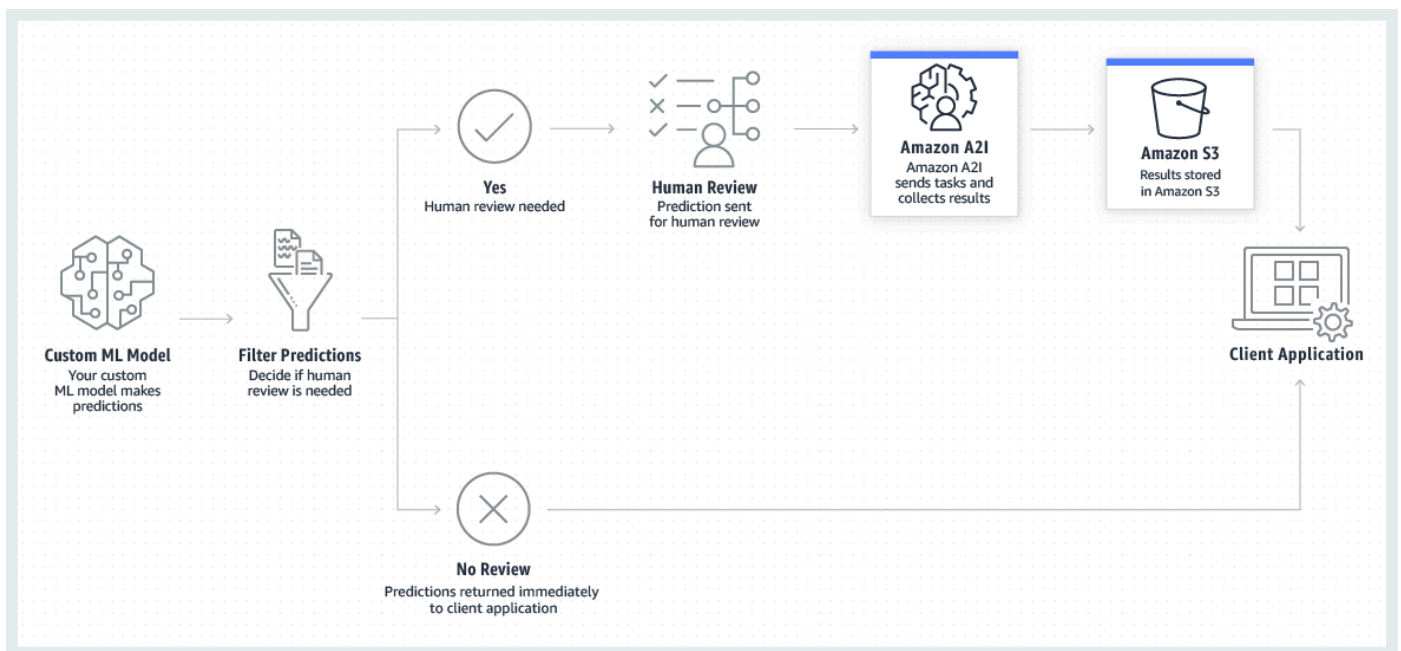 Custom ML Model
Your custom
ML model makes
predictions
Filter Predictions
Decide if human
review is needed
Yes
Human review needed
Human Review
Prediction sent
for human review
Amazon A2I
Amazon A2I
sends tasks and
collects results
Amazon S3
Results stored
in Amazon S3
Client Application
No Review
Predictions returned immediately
to client application